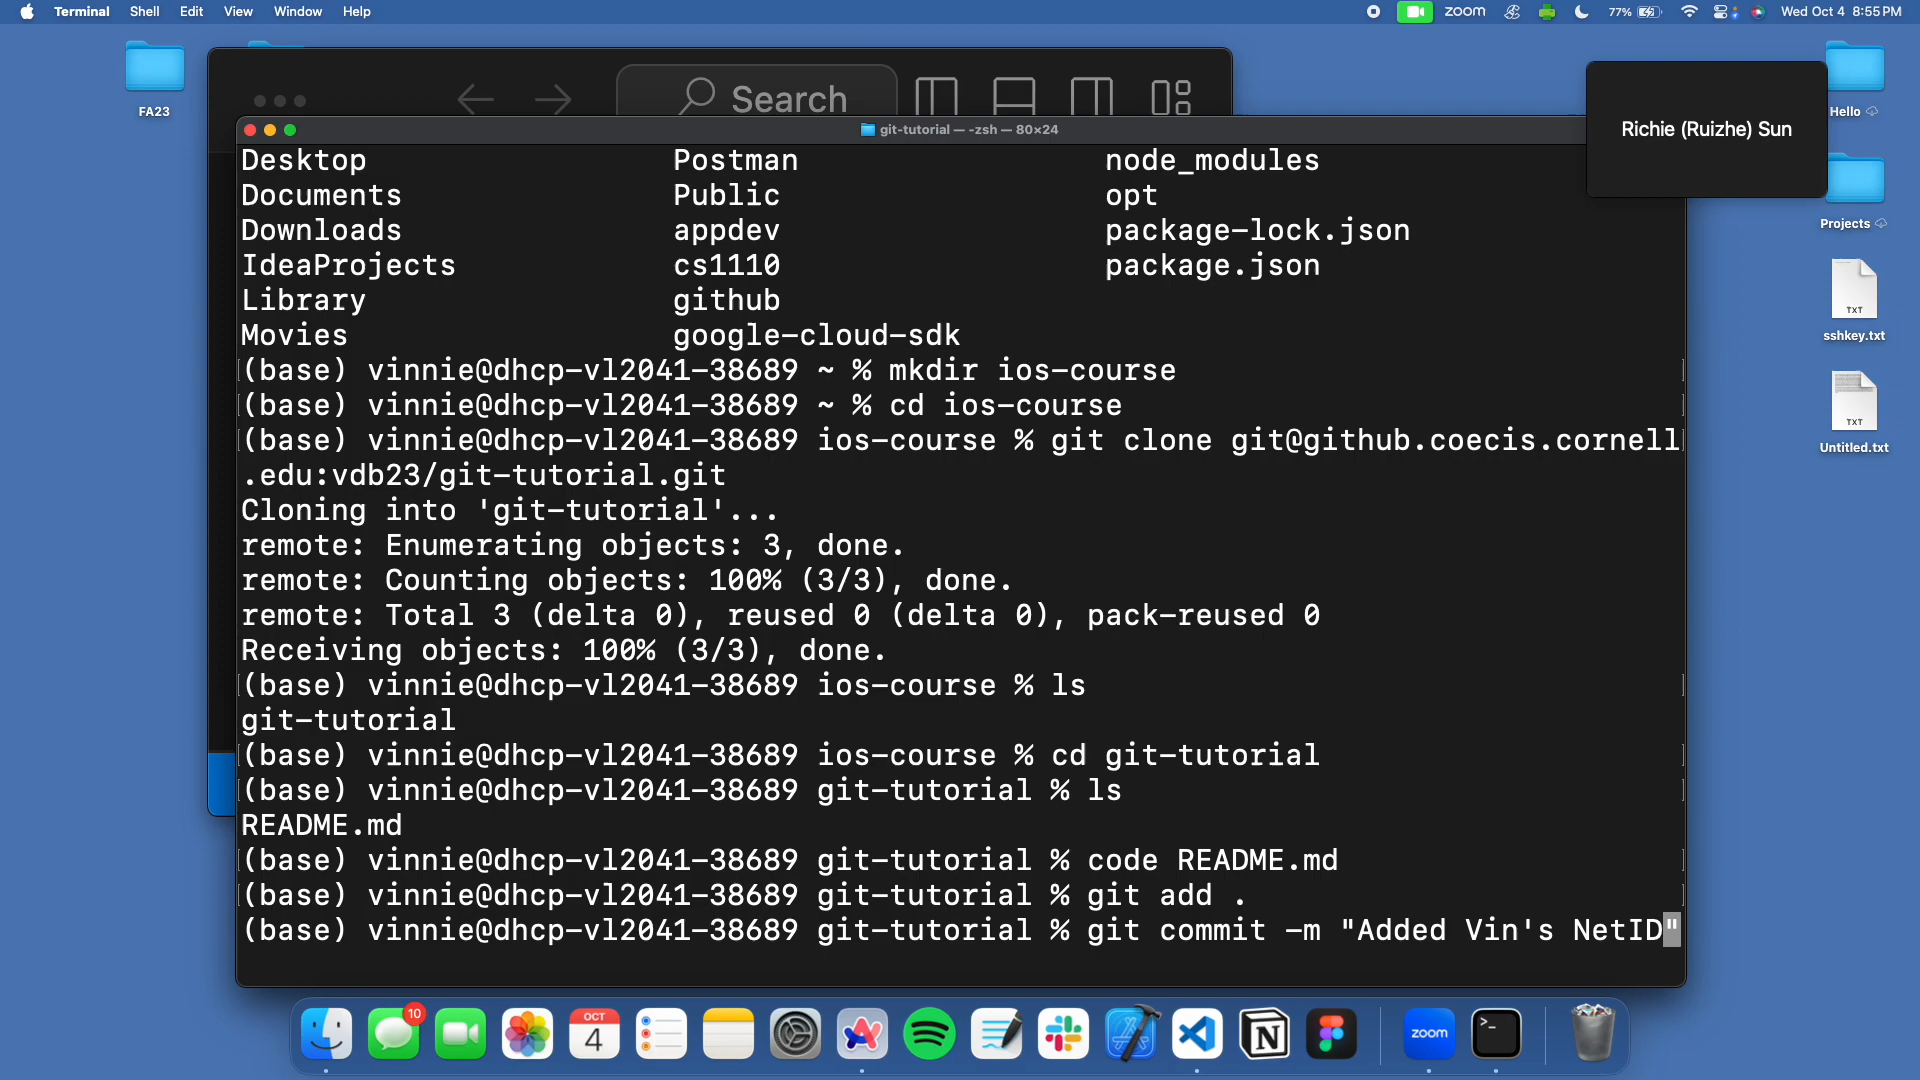 Terminal Shell Edit View Window Help
zoom 77% Wed Oct 4 8:55 PM
FA23
Search
Richie (Ruizhe) Sun
Hello
Projects
TXT
sshkey.txt
TXT
Untitled.txt
git-tutorial — -zsh — 80×24
Desktop Postman node_modules
Documents Public opt
Downloads appdev package-lock.json
IdeaProjects cs1110 package.json
Library github
Movies google-cloud-sdk
(base) vinnie@dhcp-vl2041-38689 ~ % mkdir ios-course
(base) vinnie@dhcp-vl2041-38689 ~ % cd ios-course
(base) vinnie@dhcp-vl2041-38689 ios-course % git clone git@github.coecis.cornell
.edu:vdb23/git-tutorial.git
Cloning into 'git-tutorial'...
remote: Enumerating objects: 3, done.
remote: Counting objects: 100% (3/3), done.
remote: Total 3 (delta 0), reused 0 (delta 0), pack-reused 0
Receiving objects: 100% (3/3), done.
(base) vinnie@dhcp-vl2041-38689 ios-course % ls
git-tutorial
(base) vinnie@dhcp-vl2041-38689 ios-course % cd git-tutorial
(base) vinnie@dhcp-vl2041-38689 git-tutorial % ls
README.md
(base) vinnie@dhcp-vl2041-38689 git-tutorial % code README.md
(base) vinnie@dhcp-vl2041-38689 git-tutorial % git add .
(base) vinnie@dhcp-vl2041-38689 git-tutorial % git commit -m "Added Vin's NetID"
10
OCT
4
zoom